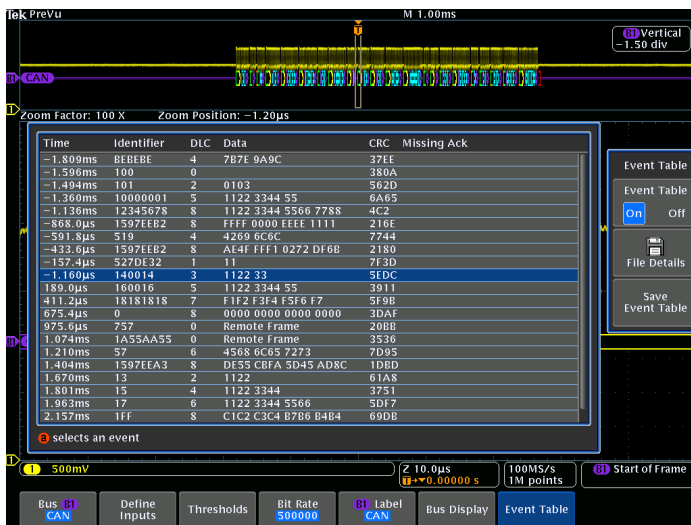 Tek PreVu M 1.00ms
T
B1 Vertical
−1.50 div
B1 CAN
1
Zoom Factor: 100 X Zoom Position: −1.20µs
Time Identifier DLC Data CRC Missing Ack
−1.809ms BEBEBE 4 7B7E 9A9C 37EE
−1.596ms 100 0 380A
−1.494ms 101 2 0103 562D
−1.360ms 10000001 5 1122 3344 55 6A65
−1.136ms 12345678 8 1122 3344 5566 7788 4C2
−868.0µs 1597EEB2 8 FFFF 0000 EEEE 1111 216E
−591.8µs 519 4 4269 6C6C 7744
−433.6µs 1597EEB2 8 AE4F FFF1 0272 DF6B 2180
−157.4µs 527DE32 1 11 7F3D
−1.160µs 140014 3 1122 33 5EDC
189.0µs 160016 5 1122 3344 55 3911
411.2µs 18181818 7 F1F2 F3F4 F5F6 F7 5F9B
675.4µs 0 8 0000 0000 0000 0000 3DAF
975.6µs 757 0 Remote Frame 20BB
1.074ms 1A55AA55 0 Remote Frame 3536
1.210ms 57 6 4568 6C65 7273 7D95
1.404ms 1597EEA3 8 DE55 CBFA 5D45 AD8C 1DBD
1.670ms 13 2 1122 61A8
1.801ms 15 4 1122 3344 3751
1.963ms 17 6 1122 3344 5566 5DF7
2.157ms 1FF 8 C1C2 C3C4 B7B6 B4B4 69DB
a selects an event
Event Table
Event Table
On Off
File Details
Save
Event Table
B1
1
1 500mV
Z 10.0µs
T→▼0.00000 s
100MS/s
1M points
B1 Start of Frame
Bus B1
CAN
Define
Inputs
Thresholds
Bit Rate
500000
B1 Label
CAN
Bus Display
Event Table